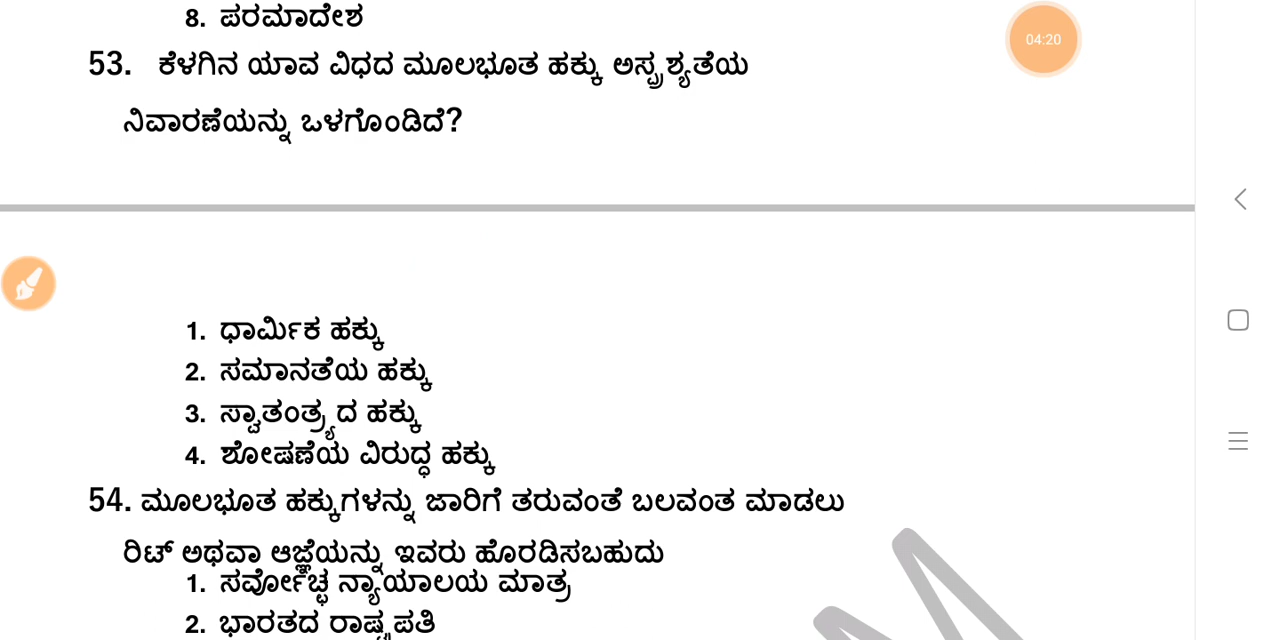 8. ಪರಮಾದೇಶ
04:20
53. ಕೆಳಗಿನ ಯಾವ ವಿಧದ ಮೂಲಭೂತ ಹಕ್ಕು ಅಸ್ಪ್ರಶ್ಯತೆಯ
ನಿವಾರಣೆಯನ್ನು ಒಳಗೊಂಡಿದೆ?
1. ಧಾರ್ಮಿಕ ಹಕ್ಕು
2. ಸಮಾನತೆಯ ಹಕ್ಕು
3. ಸ್ವಾತಂತ್ರ್ಯದ ಹಕ್ಕು
4. ಶೋಷಣೆಯ ವಿರುದ್ಧ ಹಕ್ಕು
54. ಮೂಲಭೂತ ಹಕ್ಕುಗಳನ್ನು ಜಾರಿಗೆ ತರುವಂತೆ ಬಲವಂತ ಮಾಡಲು
ರಿಟ್ ಅಥವಾ ಆಜ್ಞೆಯನ್ನು ಇವರು ಹೊರಡಿಸಬಹುದು
1. ಸರ್ವೋಚ್ಛ ನ್ಯಾಯಾಲಯ ಮಾತ್ರ
2. ಭಾರತದ ರಾಷ್ಟ್ರಪತಿ